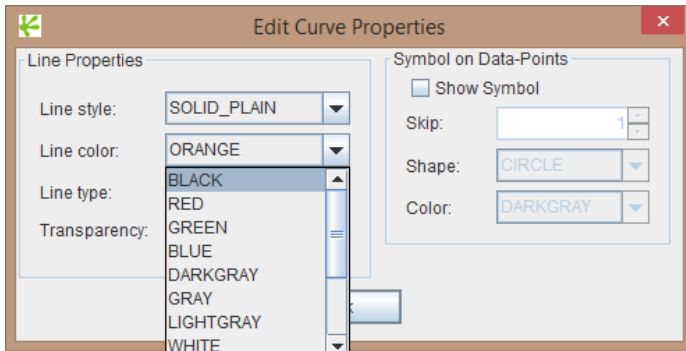 Edit Curve Properties
Line Properties
Line style:
SOLID_PLAIN
Line color:
ORANGE
BLACK
RED
GREEN
BLUE
DARKGRAY
GRAY
LIGHTGRAY
WHITE
Line type:
Transparency:
Symbol on Data-Points
Show Symbol
Skip:
1
Shape:
CIRCLE
Color:
DARKGRAY